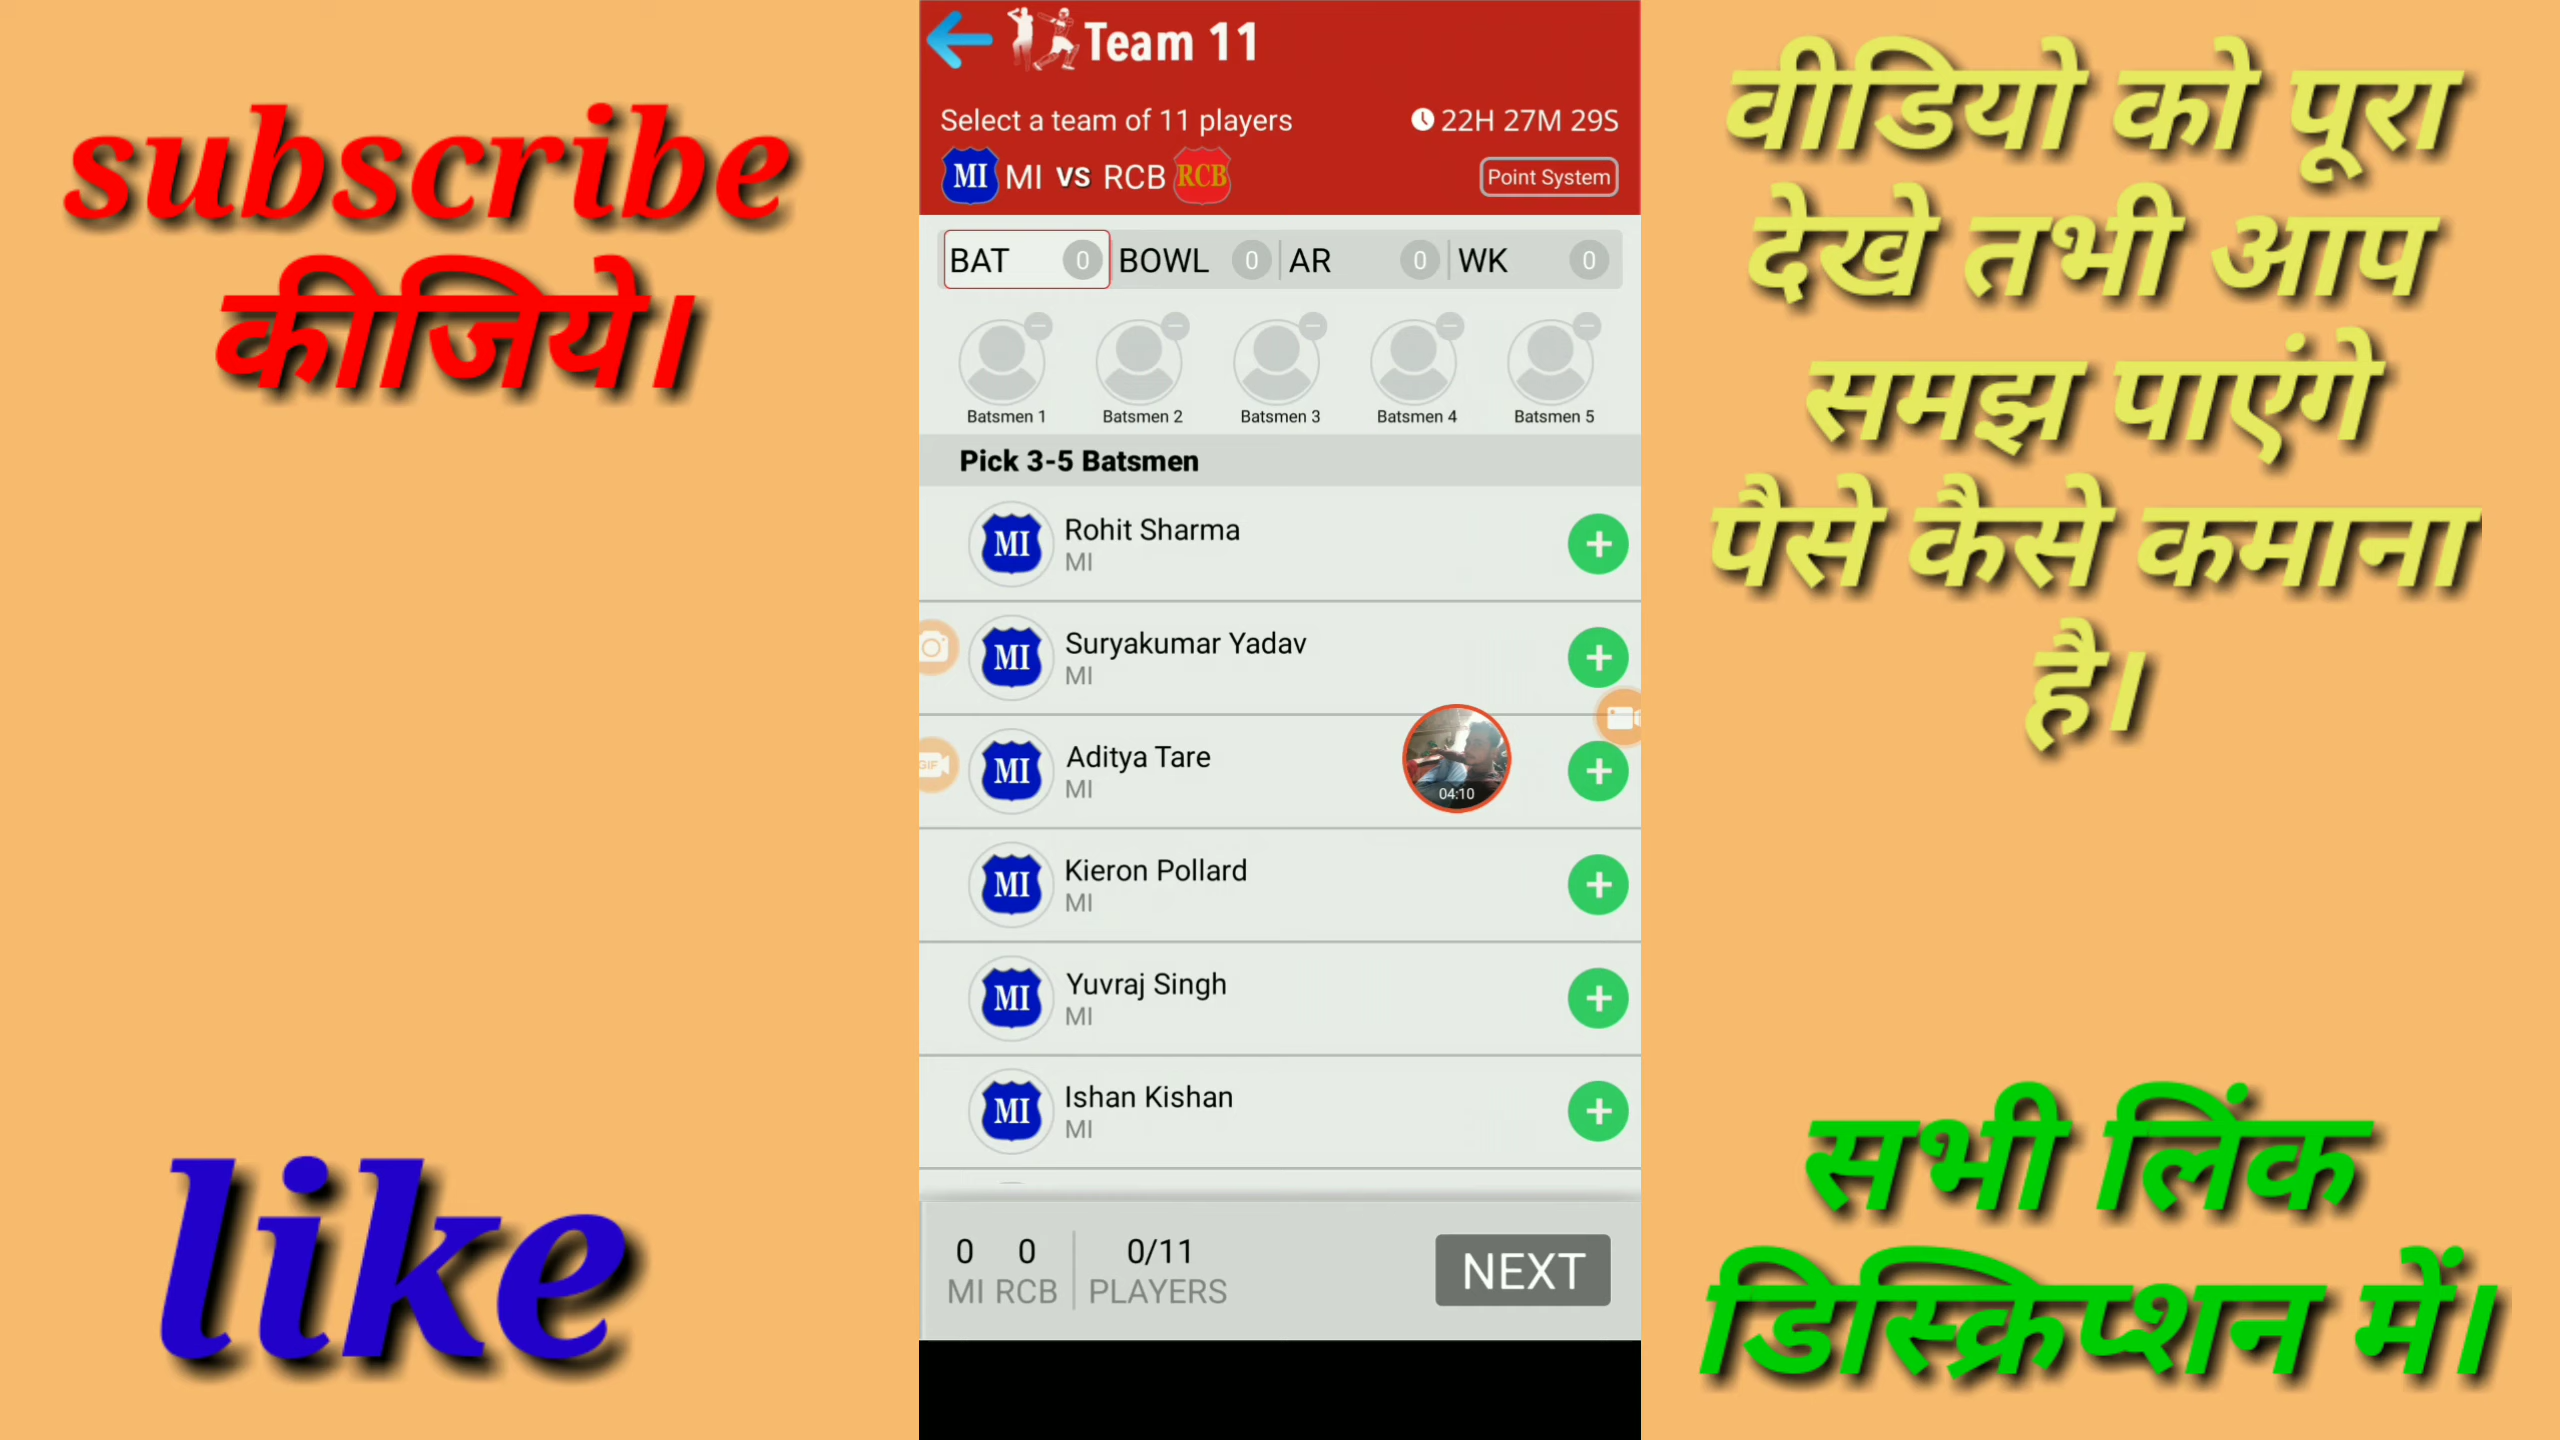 subscribe
कीजिये।
like
Team 11
Select a team of 11 players
22H 27M 29S
MI MI VS RCB RCB
Point System
BAT 0 BOWL 0 AR 0 WK 0
Batsmen 1 Batsmen 2 Batsmen 3 Batsmen 4 Batsmen 5
Pick 3-5 Batsmen
MI Rohit Sharma
MI
MI Suryakumar Yadav
MI
MI Aditya Tare
MI
04:10
GIF
MI Kieron Pollard
MI
MI Yuvraj Singh
MI
MI Ishan Kishan
MI
0 0 0/11
MI RCB PLAYERS
NEXT
वीडियो को पूरा
देखे तभी आप
समझ पाएंगे
पैसे कैसे कमाना
है।
सभी लिंक
डिस्क्रिप्शन में।